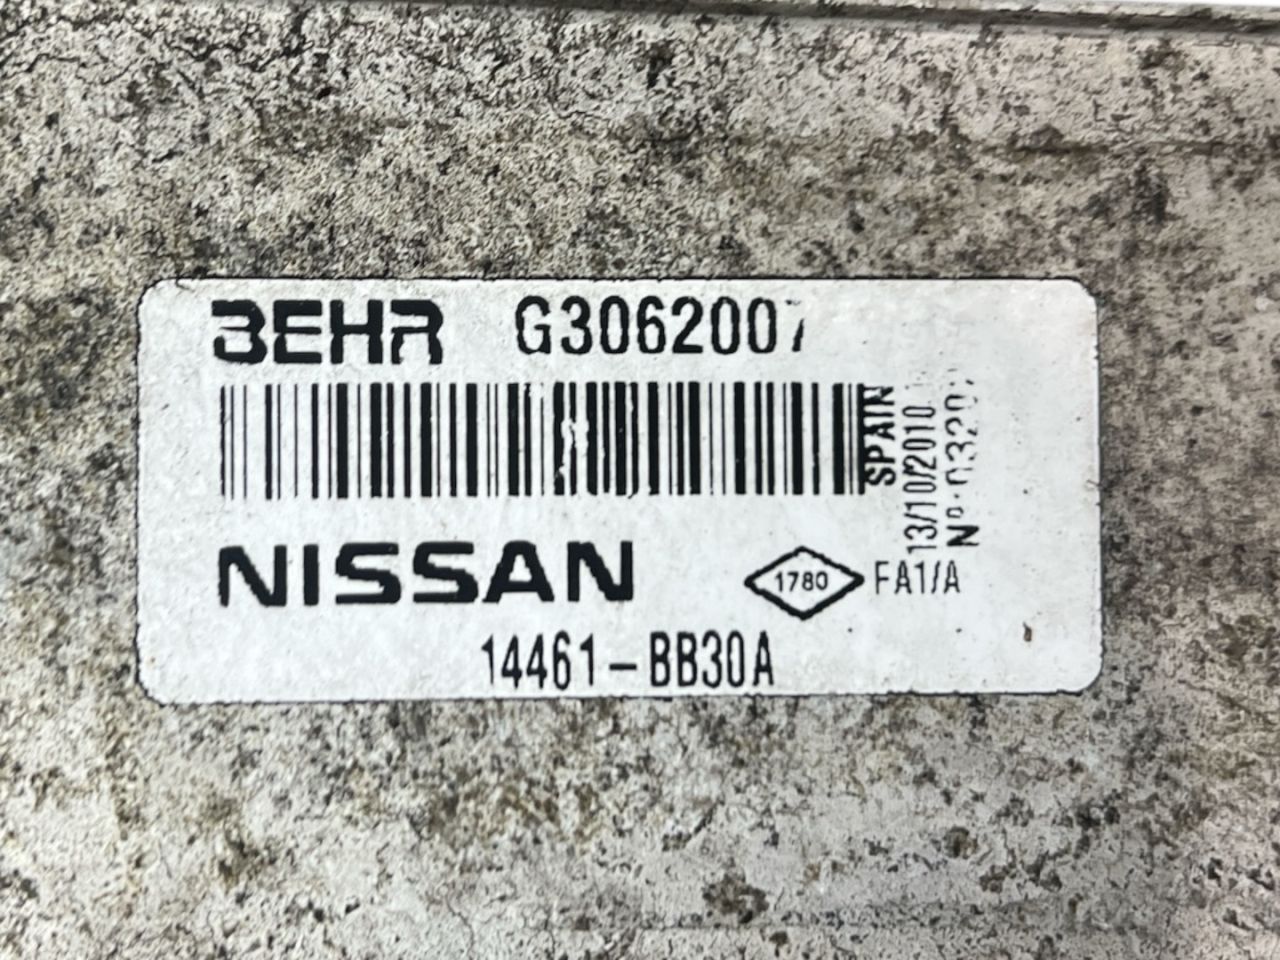 BEHR G3062007
SPAIN
13/10/2010
NISSAN
1780
FA1/A
14461-BB30A